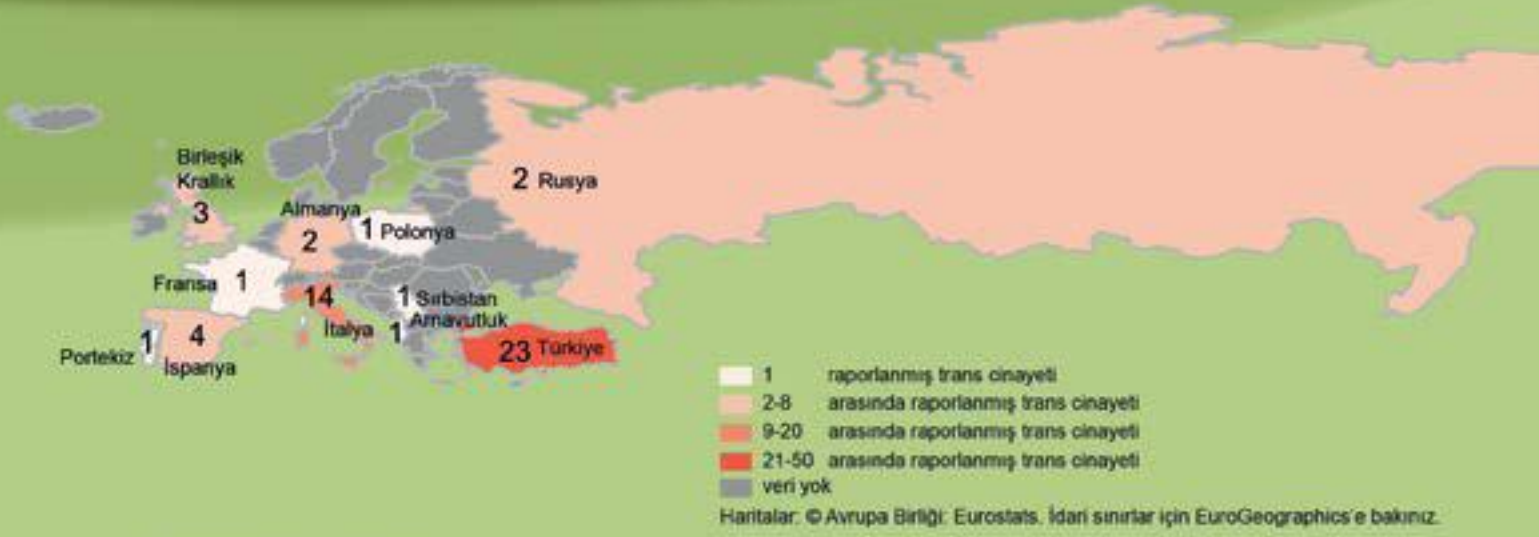 Birleşik
Krallık
3
2 Rusya
Almanya
2
1 Polonya
Fransa 1
14
İtalya
1 Sırbistan
1 Arnavutluk
Portekiz 1
4
İspanya
23 Türkiye
1 raporlanmış trans cinayeti
2-8 arasında raporlanmış trans cinayeti
9-20 arasında raporlanmış trans cinayeti
21-50 arasında raporlanmış trans cinayeti
veri yok
Haritalar: © Avrupa Birliği: Eurostats. İdari sınırlar için EuroGeographics'e bakınız.